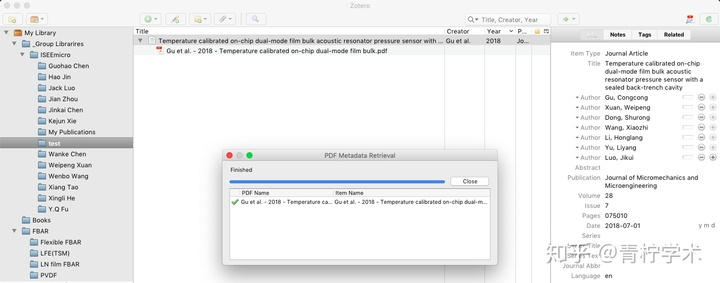 Zotero
Title, Creator, Year
My Library
_Group Librarires
ISEEmicro
Guohao Chen
Hao Jin
Jack Luo
Jian Zhou
Jinkai Chen
Kejun Xie
My Publications
test
Wanke Chen
Weipeng Xuan
Wenbo Wang
Xiang Tao
Xingli He
Y.Q Fu
Books
FBAR
Flexible FBAR
LFE(TSM)
LN film FBAR
PVDF
Title Creator Year P...
Temperature calibrated on-chip dual-mode film bulk acoustic resonator pressure sensor with ... Gu et al. 2018 Jo...
Gu et al. - 2018 - Temperature calibrated on-chip dual-mode film bulk.pdf
PDF Metadata Retrieval
Finished
Close
PDF Name Item Name
Gu et al. - 2018 - Temperature ca... Gu et al. - 2018 - Temperature calibrated on-chip dual-m...
Info Notes Tags Related
Item Type Journal Article
Title Temperature calibrated on-chip
dual-mode film bulk acoustic
resonator pressure sensor with a
sealed back-trench cavity
Author Gu, Congcong
Author Xuan, Weipeng
Author Dong, Shurong
Author Wang, Xiaozhi
Author Li, Honglang
Author Yu, Liyang
Author Luo, Jikui
Abstract
Publication Journal of Micromechanics and
Microengineering
Volume 28
Issue 7
Pages 075010
Date 2018-07-01 y m d
Series
Title
Journal Abbr
Language en
知乎 @青柠学术